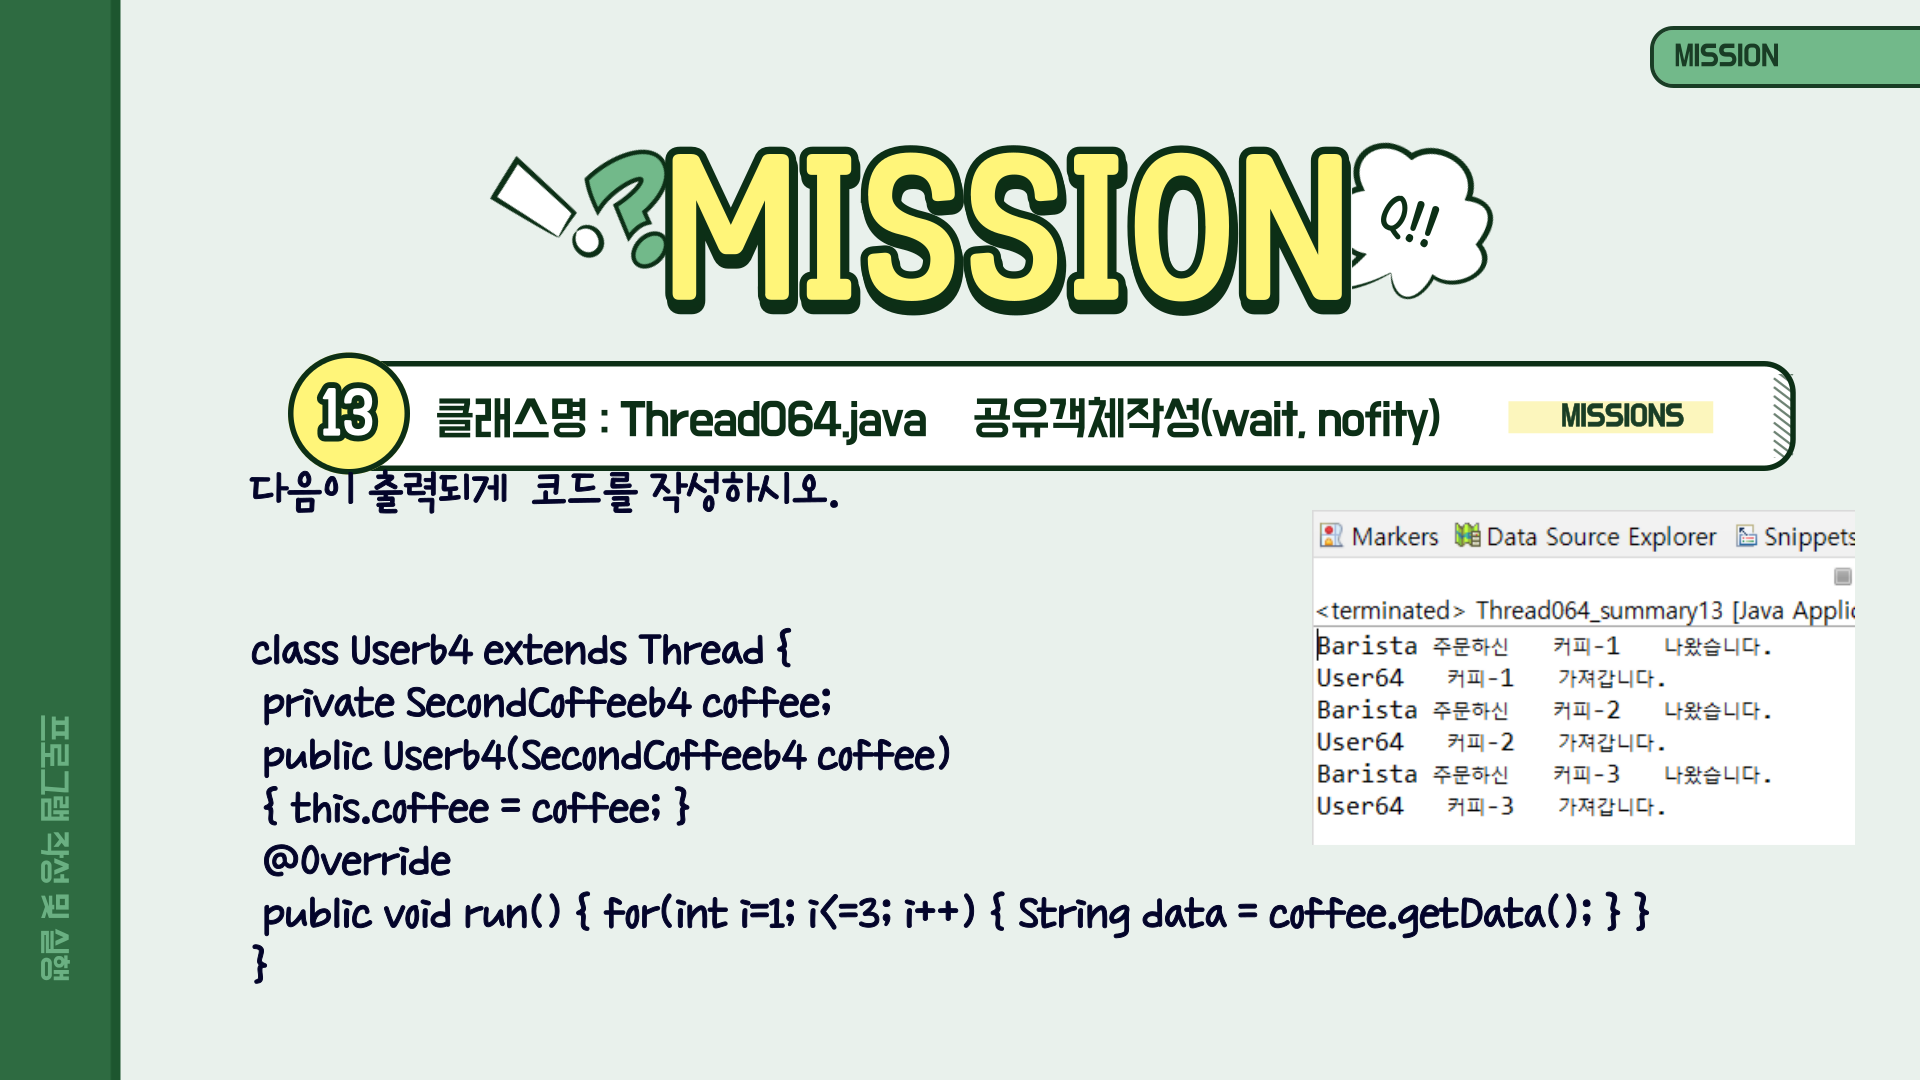 MISSION
MISSION
Q!!
13
클래스명 : Thread064.java 공유객체작성(wait, nofity)
MISSIONS
다음이 출력되게 코드를 작성하시오.
Markers Data Source Explorer Snippets
<terminated> Thread064_summary13 [Java Applic
Barista 주문하신 커피-1 나왔습니다.
User64 커피-1 가져갑니다.
Barista 주문하신 커피-2 나왔습니다.
User64 커피-2 가져갑니다.
Barista 주문하신 커피-3 나왔습니다.
User64 커피-3 가져갑니다.
class User64 extends Thread {
private SecondCoffee64 coffee;
public User64(SecondCoffee64 coffee)
{ this.coffee = coffee; }
@Override
public void run() { for(int i=1; i<=3; i++) { String data = coffee.getData(); } }
}
프로그램 작성 및 실행